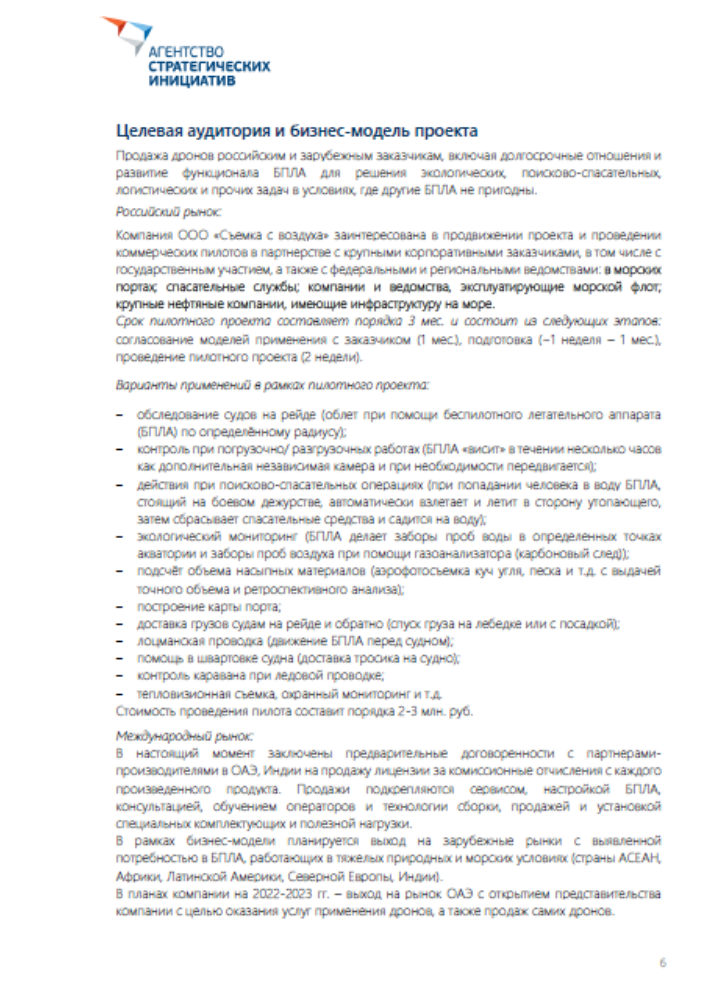 АГЕНТСТВО
СТРАТЕГИЧЕСКИХ
ИНИЦИАТИВ
Целевая аудитория и бизнес-модель проекта
Продажа дронов российским и зарубежным заказчикам, включая долгосрочные отношения и
развитие функционала БПЛА для решения экологических, поисково-спасательных,
логистических и прочих задач в условиях, где другие БПЛА не пригодны.
Российский рынок:
Компания ООО «Съемка с воздуха» заинтересована в продвижении проекта и проведении
коммерческих пилотов в партнерстве с крупными корпоративными заказчиками, в том числе с
государственным участием, а также с федеральными и региональными ведомствами: в морских
портах; спасательные службы; компании и ведомства, эксплуатирующие морской флот;
крупные нефтяные компании, имеющие инфраструктуру на море.
Срок пилотного проекта составляет порядка 3 мес. и состоит из следующих этапов:
согласование моделей применения с заказчиком (1 мес.), подготовка (~1 неделя – 1 мес.),
проведение пилотного проекта (2 недели).
Варианты применений в рамках пилотного проекта:
– обследование судов на рейде (облет при помощи беспилотного летательного аппарата
(БПЛА) по определённому радиусу);
– контроль при погрузочно/ разгрузочных работах (БПЛА «висит» в течении несколько часов
как дополнительная независимая камера и при необходимости передвигается);
– действия при поисково-спасательных операциях (при попадании человека в воду БПЛА,
стоящий на боевом дежурстве, автоматически взлетает и летит в сторону утопающего,
затем сбрасывает спасательные средства и садится на воду);
– экологический мониторинг (БПЛА делает заборы проб воды в определенных точках
акватории и заборы проб воздуха при помощи газоанализатора (карбоновый след));
– подсчёт объема насыпных материалов (аэрофотосъемка куч угля, песка и т.д. с выдачей
точного объема и ретроспективного анализа);
– построение карты порта;
– доставка грузов судам на рейде и обратно (спуск груза на лебедке или с посадкой);
– лоцманская проводка (движение БПЛА перед судном);
– помощь в швартовке судна (доставка тросика на судно);
– контроль каравана при ледовой проводке;
– тепловизионная съемка, охранный мониторинг и т.д.
Стоимость проведения пилота составит порядка 2-3 млн. руб.
Международный рынок:
В настоящий момент заключены предварительные договоренности с партнерами-
производителями в ОАЭ, Индии на продажу лицензии за комиссионные отчисления с каждого
произведенного продукта. Продажи подкрепляются сервисом, настройкой БПЛА,
консультацией, обучением операторов и технологии сборки, продажей и установкой
специальных комплектующих и полезной нагрузки.
В рамках бизнес-модели планируется выход на зарубежные рынки с выявленной
потребностью в БПЛА, работающих в тяжелых природных и морских условиях (страны АСЕАН,
Африки, Латинской Америки, Северной Европы, Индии).
В планах компании на 2022-2023 гг. – выход на рынок ОАЭ с открытием представительства
компании с целью оказания услуг применения дронов, а также продаж самих дронов.
6